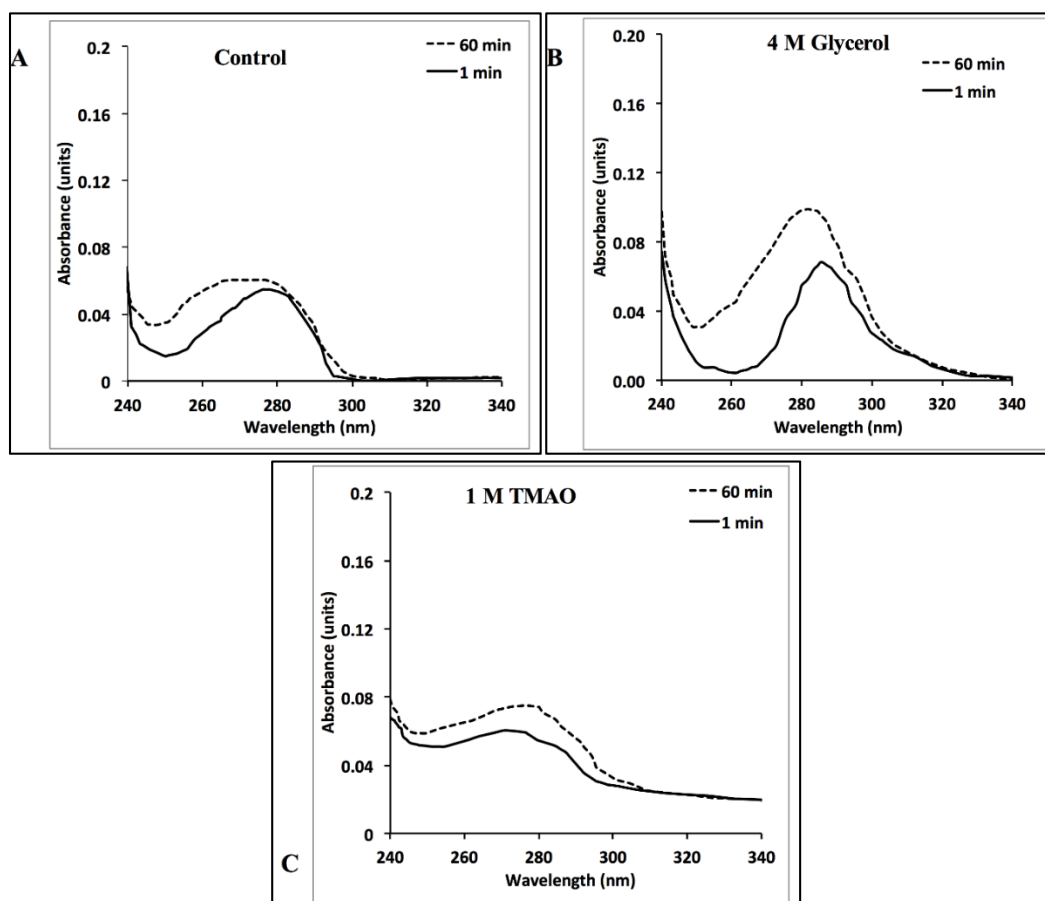 A
Control
60 min
1 min
0.2
0.16
0.12
0.08
0.04
0
Absorbance (units)
240 260 280 300 320 340
Wavelength (nm)
B
4 M Glycerol
60 min
1 min
0.20
0.16
0.12
0.08
0.04
0.00
Absorbance (units)
240 260 280 300 320 340
Wavelength (nm)
C
1 M TMAO
60 min
1 min
0.2
0.16
0.12
0.08
0.04
0
Absorbance (units)
240 260 280 300 320 340
Wavelength (nm)